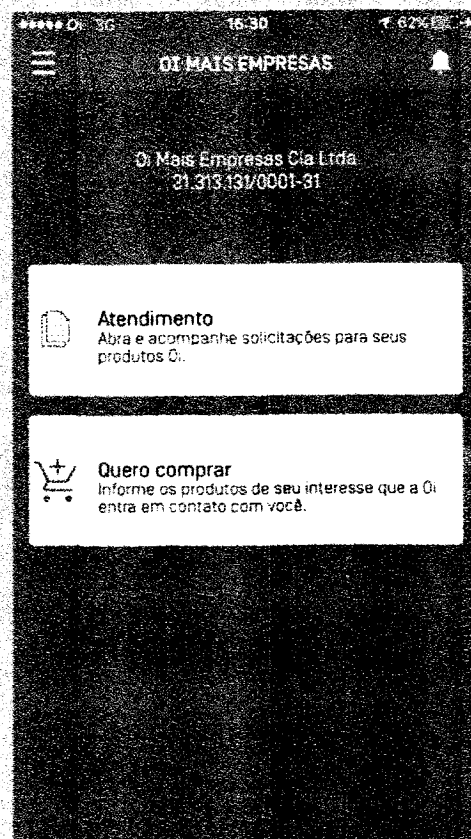 Oi 3G 16:30 62%
OI MAIS EMPRESAS
Oi Mais Empresas Cia Ltda
31.313.131/0001-31
Atendimento
Abra e acompanhe solicitações para seus
produtos Oi.
Quero comprar
Informe os produtos de seu interesse que a Oi
entra em contato com você.